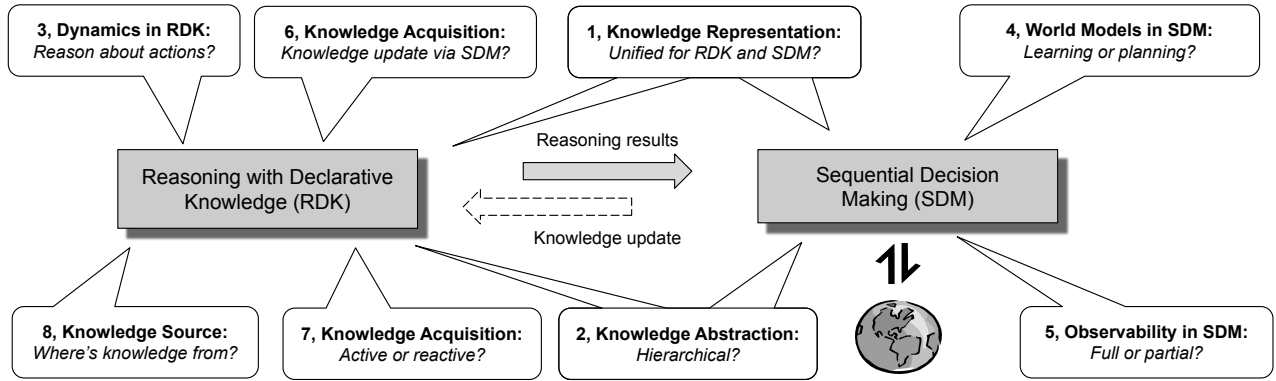 3, Dynamics in RDK:
Reason about actions?
6, Knowledge Acquisition:
Knowledge update via SDM?
1, Knowledge Representation:
Unified for RDK and SDM?
4, World Models in SDM:
Learning or planning?
Reasoning with Declarative
Knowledge (RDK)
Reasoning results
Knowledge update
Sequential Decision
Making (SDM)
8, Knowledge Source:
Where's knowledge from?
7, Knowledge Acquisition:
Active or reactive?
2, Knowledge Abstraction:
Hierarchical?
5, Observability in SDM:
Full or partial?